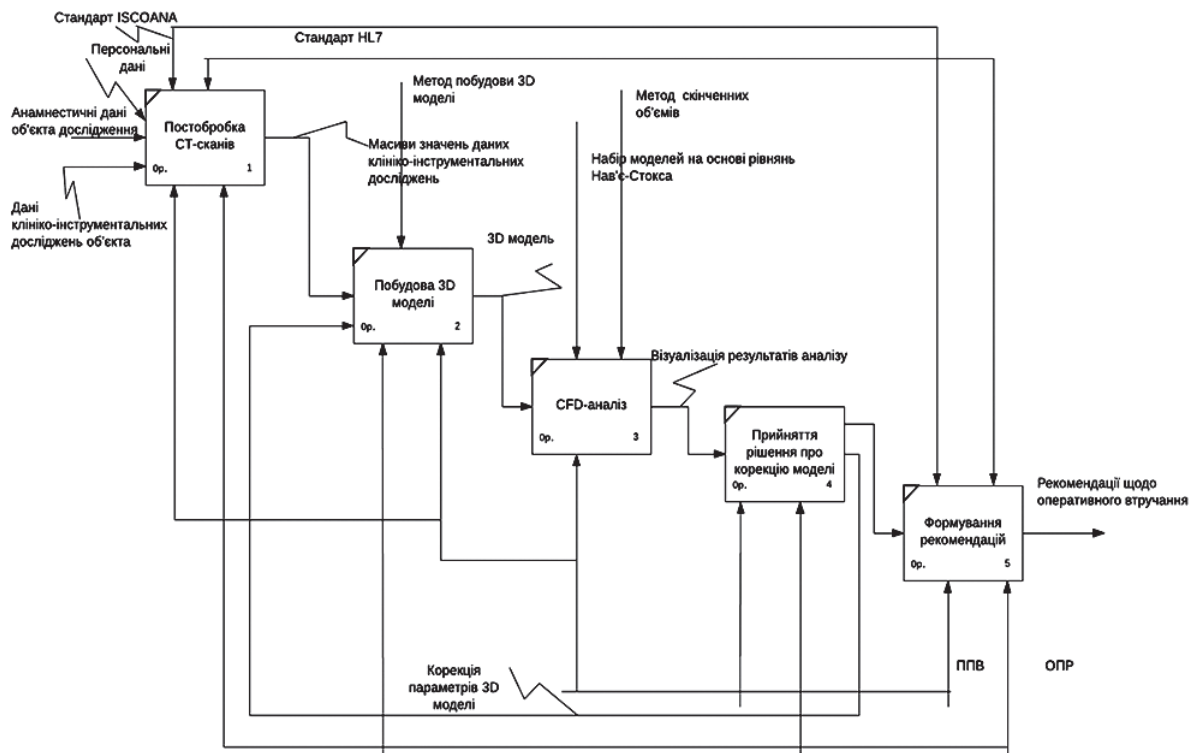 Стандарт ISCOANA
Стандарт HL7
Персональні
дані
Анамнестичні дані
об'єкта дослідження
Постобробка
СТ-сканів
0р.
1
Дані
клініко-інструментальних
досліджень об'єкта
Масиви значень даних
клініко-інструментальних
досліджень
Метод побудови 3D
моделі
Метод скінченних
об'ємів
Набір моделей на основі рівнянь
Нав'є-Стокса
Побудова 3D
моделі
0р.
2
3D модель
CFD-аналіз
0р.
3
Візуалізація результатів аналізу
Прийняття
рішення про
корекцію моделі
0р.
4
Формування
рекомендацій
0р.
5
Рекомендації щодо
оперативного втручання
Корекція
параметрів 3D
моделі
ППВ
ОПР